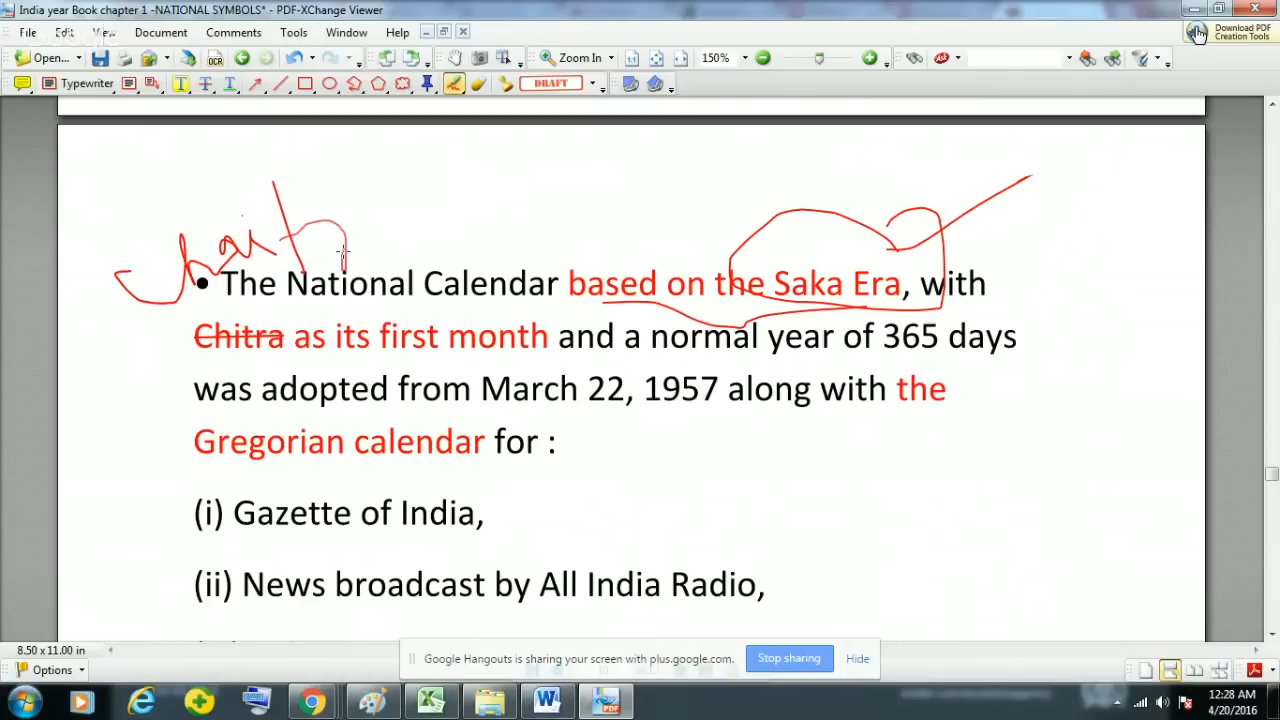 India year Book chapter 1 -NATIONAL SYMBOLS* - PDF-XChange Viewer
File Edit View Document Comments Tools Window Help
Download PDF Creation Tools
Open... OCR Zoom In 150%
Typewriter DRAFT
Chaitr
• The National Calendar based on the Saka Era, with
Chitra as its first month and a normal year of 365 days
was adopted from March 22, 1957 along with the
Gregorian calendar for :
(i) Gazette of India,
(ii) News broadcast by All India Radio,
8.50 x 11.00 in
Google Hangouts is sharing your screen with plus.google.com. Stop sharing Hide
Options
12:28 AM
4/20/2016